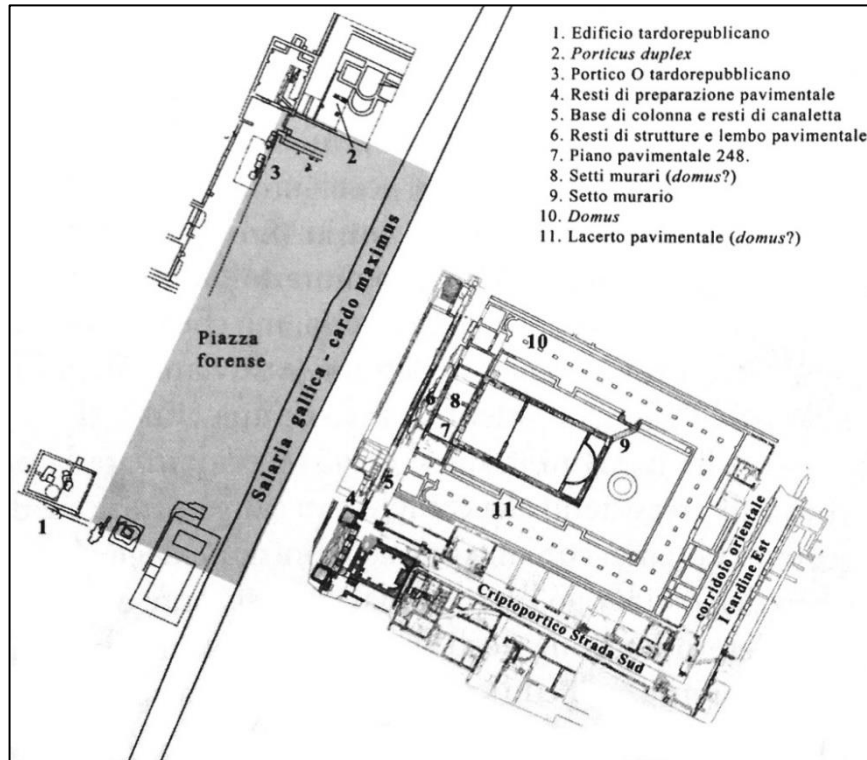 1. Edificio tardorepublicano
2. Porticus duplex
3. Portico O tardorepubblicano
4. Resti di preparazione pavimentale
5. Base di colonna e resti di canaletta
6. Resti di strutture e lembo pavimentale
7. Piano pavimentale 248.
8. Setti murari (domus?)
9. Setto murario
10. Domus
11. Lacerto pavimentale (domus?)
2
3
Salaria gallica - cardo maximus
Piazza
forense
10
6
8
7
9
5
4
11
1
Criptoportico Strada Sud
corridoio orientale
I cardine Est